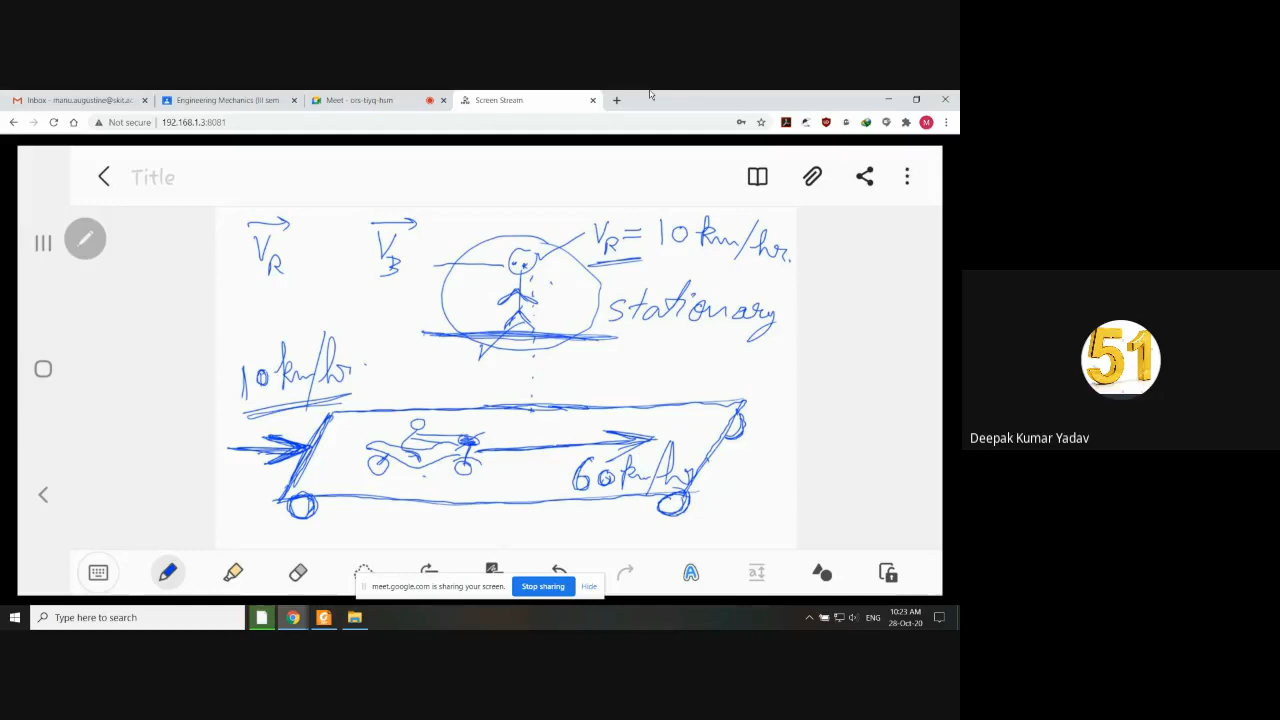 Inbox - manu.augustine@skit.ac
Engineering Mechanics (III sem
Meet - ors-tiyq-hsm
Screen Stream
Not secure
192.168.1.3:8081
M
Title
V_R
V_B
V_R = 10 km/hr.
stationary
10 km/hr.
60 km/hr
51
Deepak Kumar Yadav
meet.google.com is sharing your screen.
Stop sharing
Hide
Type here to search
ENG
10:23 AM
28-Oct-20